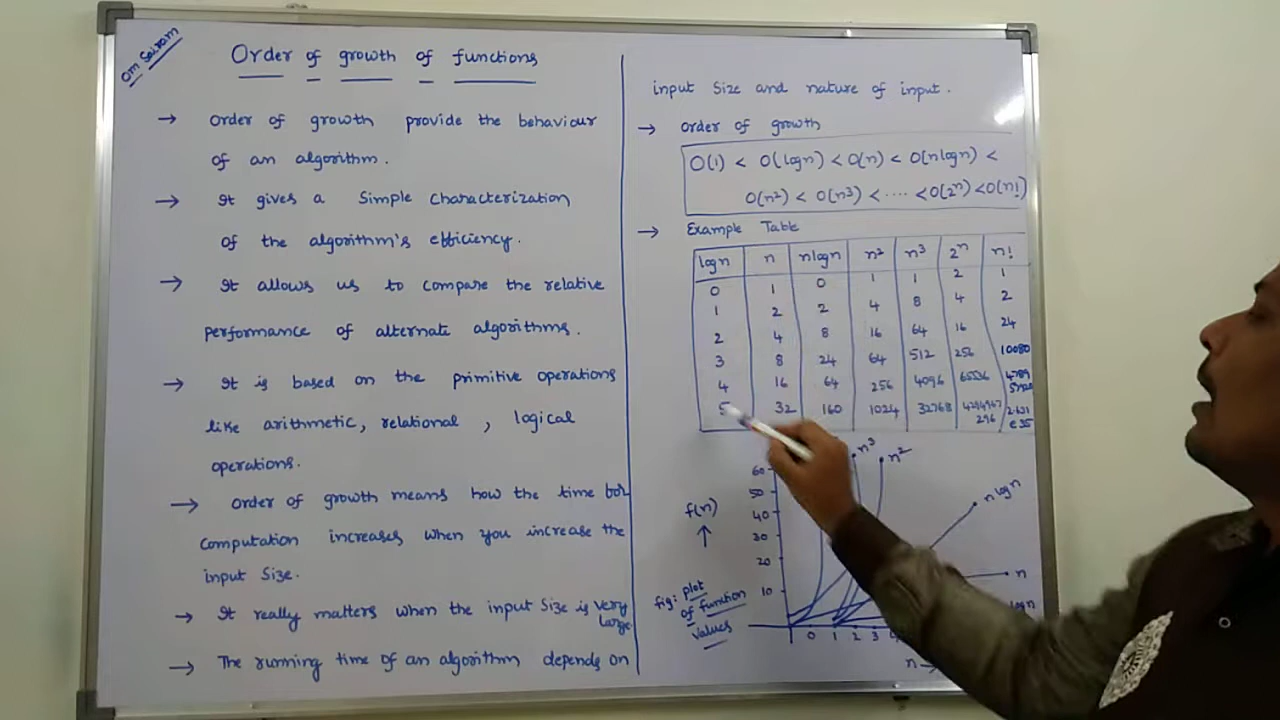 Om Sairam
Order of growth of functions
→ Order of growth provide the behaviour
of an algorithm.
→ It gives a Simple Characterization
of the algorithm's efficiency.
→ It allows us to compare the relative
performance of alternate algorithms.
→ It is based on the primitive operations
like arithmetic, relational, logical
operations.
→ Order of growth means how the time for
computation increases when you increase the
input size.
→ It really matters when the input size is very
large.
→ The running time of an algorithm depends on
input size and nature of input.
→ Order of growth
O(1) < O(logn) < O(n) < O(nlogn) <
O(n²) < O(n³) < ···· < O(2ⁿ) < O(n!)
→ Example Table
logn n nlogn n² n³ 2ⁿ n!
0 1 0 1 1 2 1
1 2 2 4 8 4 2
2 4 8 16 64 16 24
3 8 24 64 512 256 10080
4 16 64 256 4096 65536
5 32 160 1024 32768 4294967
296 2.631
e35
n³ n²
nlogn
n
f(n)
↑
60
50
40
30
20
10
0 1 2 3
n →
fig: plot
of function
values